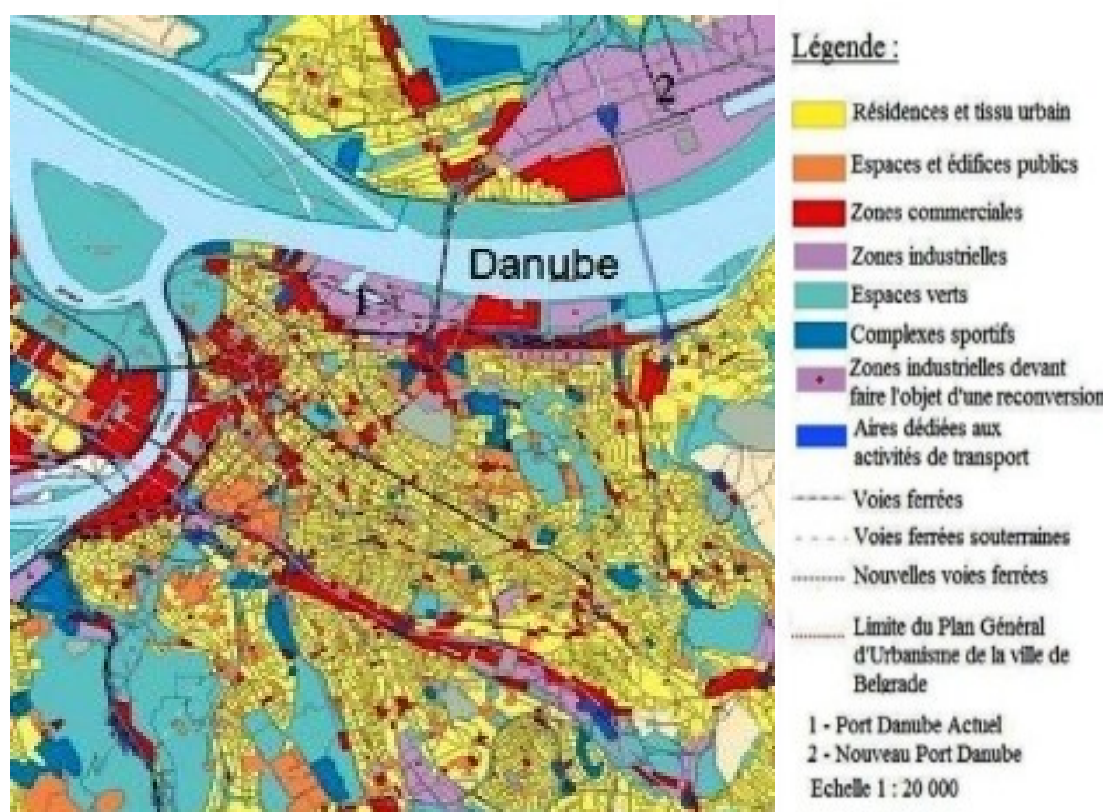 Danube
1
2
Légende :
Résidences et tissu urbain
Espaces et édifices publics
Zones commerciales
Zones industrielles
Espaces verts
Complexes sportifs
Zones industrielles devant
faire l'objet d'une reconversion
Aires dédiées aux
activités de transport
Voies ferrées
Voies ferrées souterraines
Nouvelles voies ferrées
Limite du Plan Général
d'Urbanisme de la ville de
Belgrade
1 - Port Danube Actuel
2 - Nouveau Port Danube
Echelle 1 : 20 000